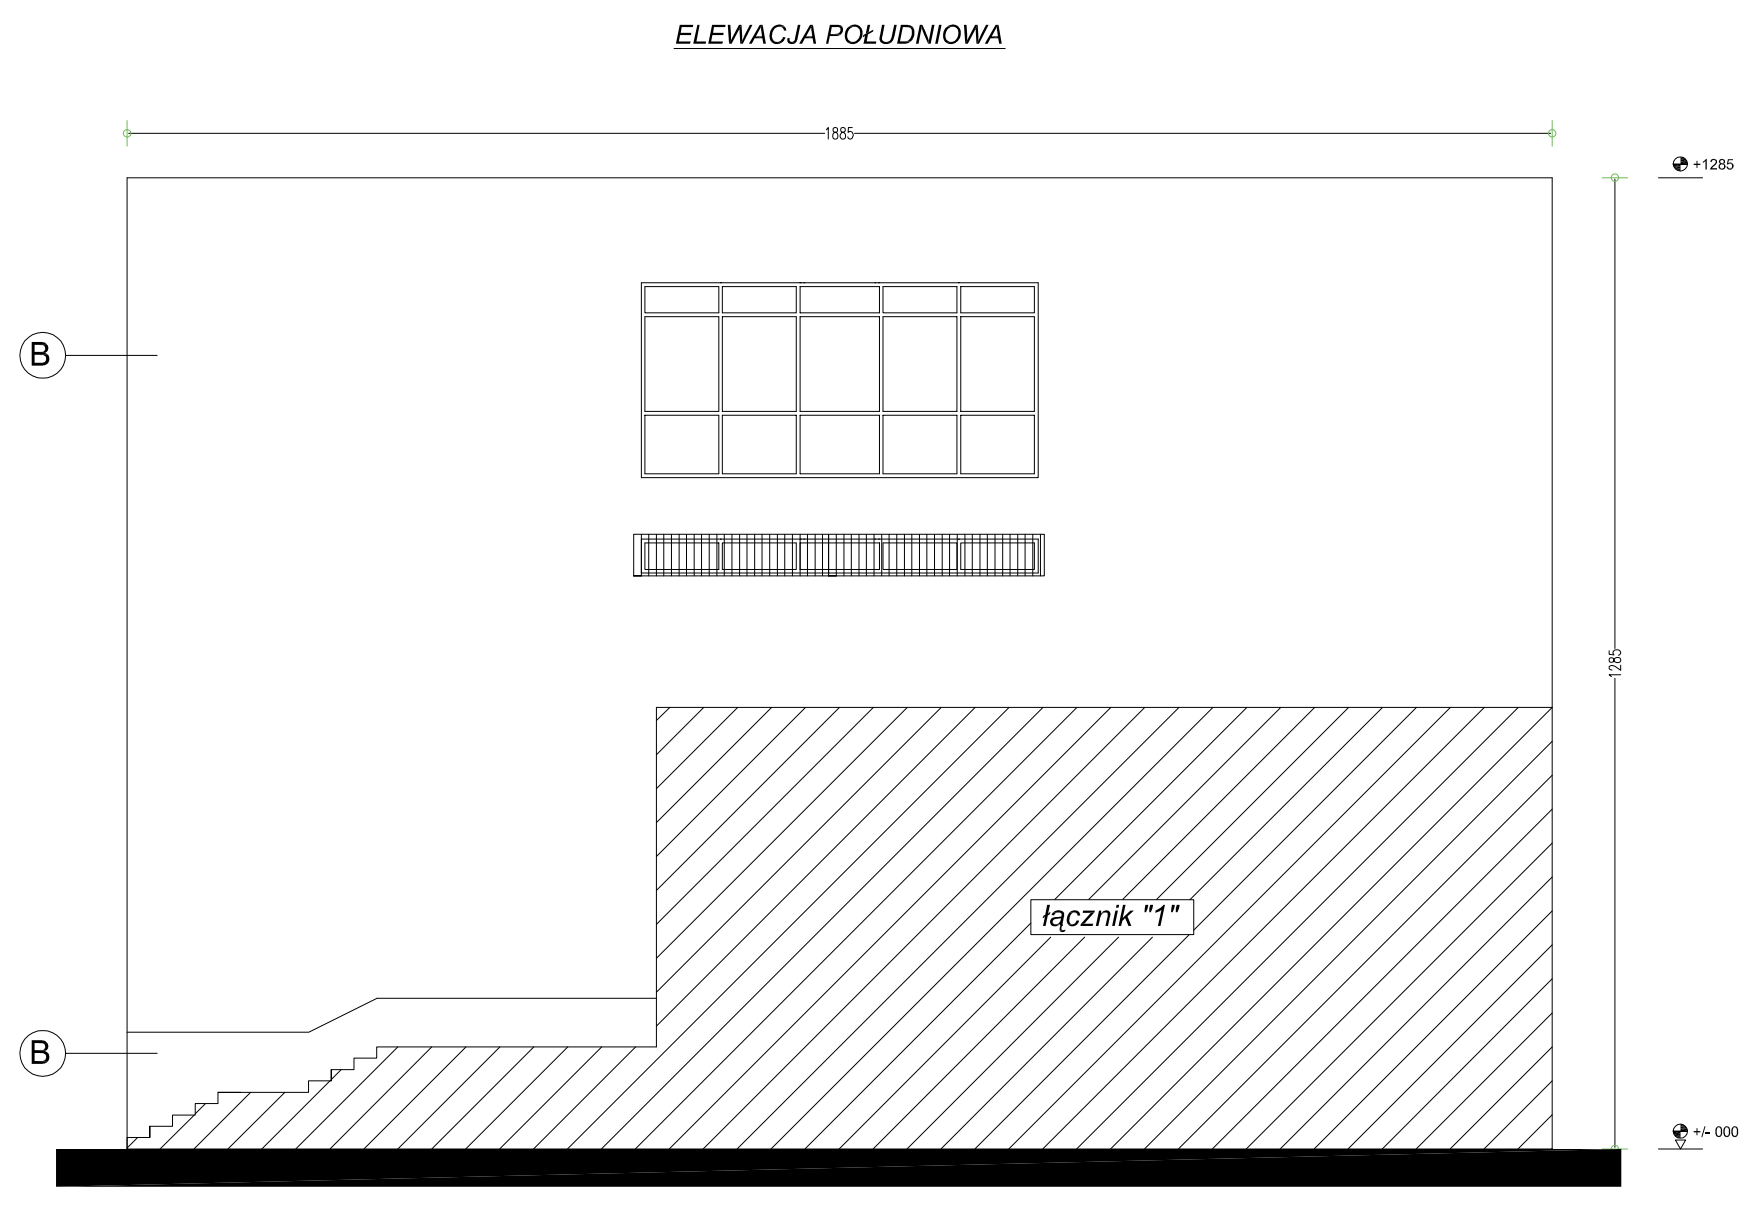 ELEWACJA POŁUDNIOWA
1885
+1285
B
1285
łącznik "1"
B
+/- 000